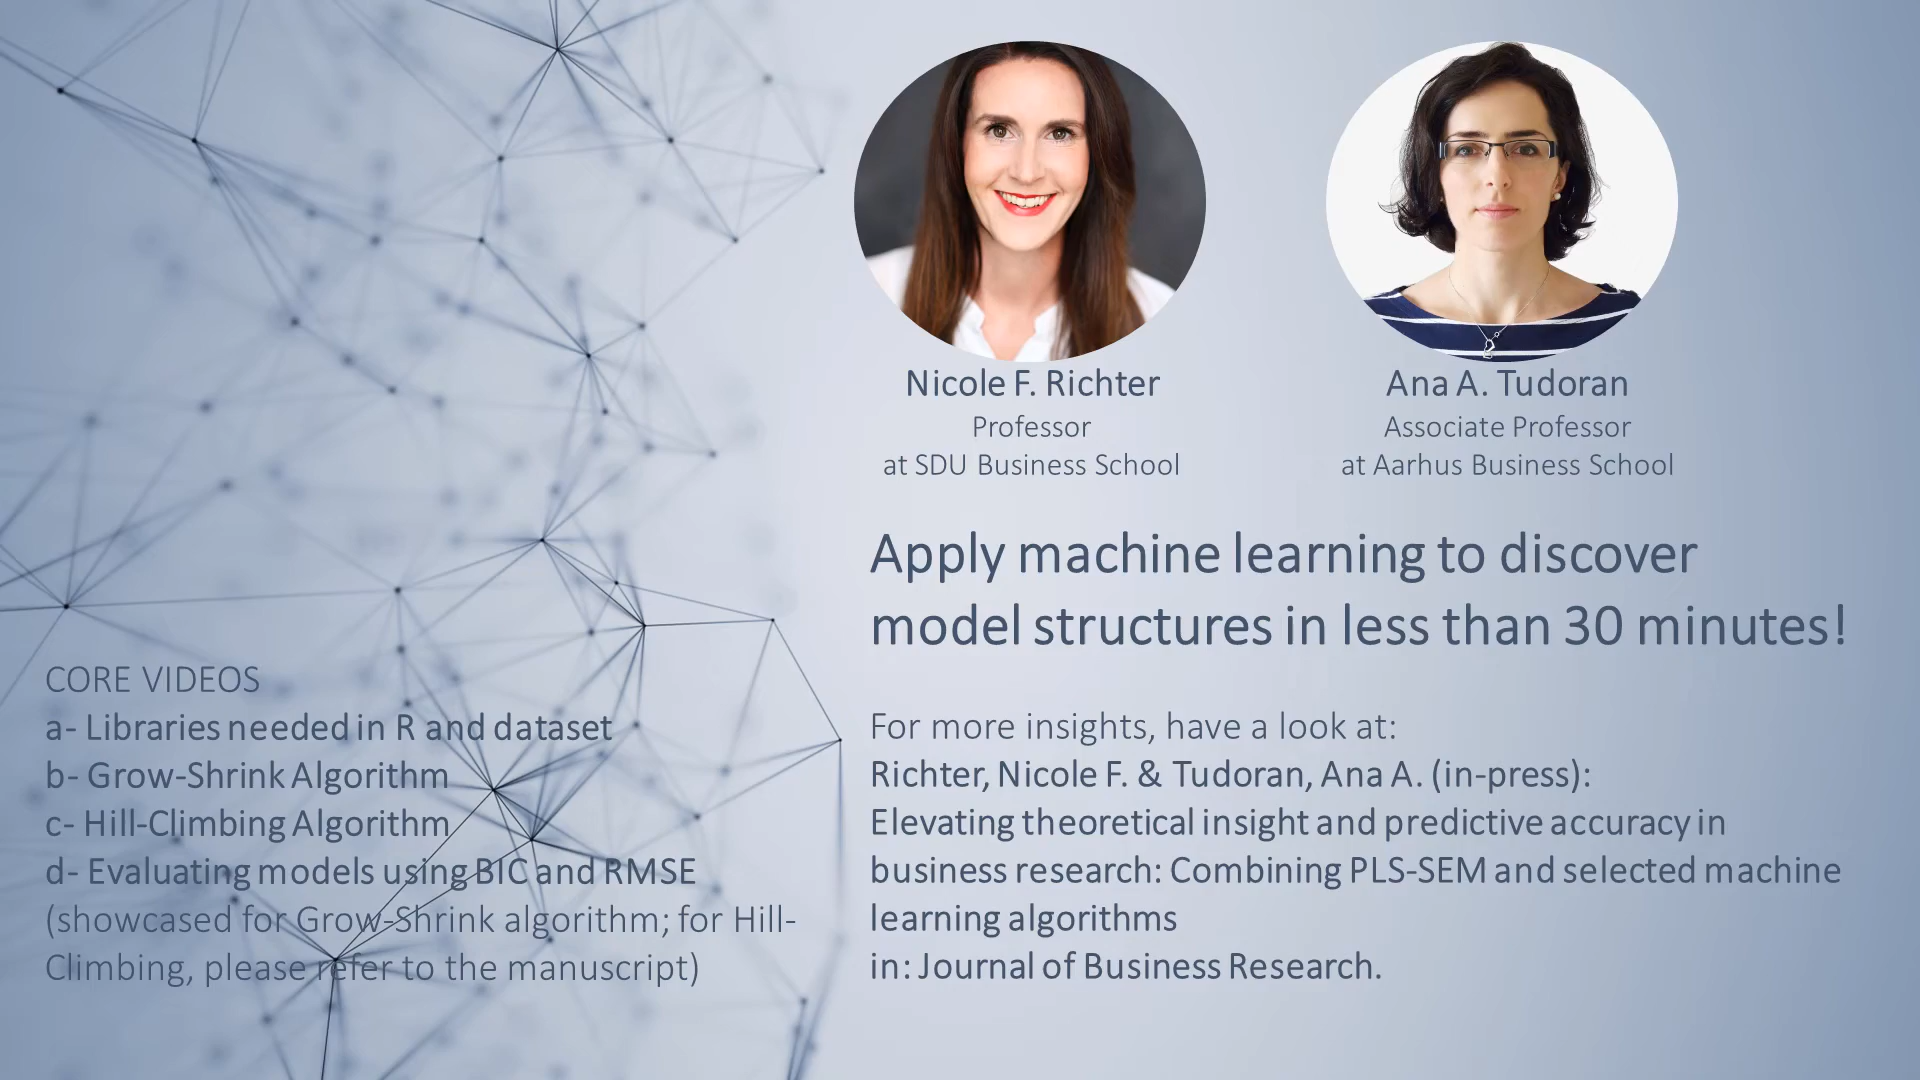 Nicole F. Richter
Professor
at SDU Business School
Ana A. Tudoran
Associate Professor
at Aarhus Business School
Apply machine learning to discover
model structures in less than 30 minutes!
CORE VIDEOS
a- Libraries needed in R and dataset
b- Grow-Shrink Algorithm
c- Hill-Climbing Algorithm
d- Evaluating models using BIC and RMSE
(showcased for Grow-Shrink algorithm; for Hill-
Climbing, please refer to the manuscript)
For more insights, have a look at:
Richter, Nicole F. & Tudoran, Ana A. (in-press):
Elevating theoretical insight and predictive accuracy in
business research: Combining PLS-SEM and selected machine
learning algorithms
in: Journal of Business Research.